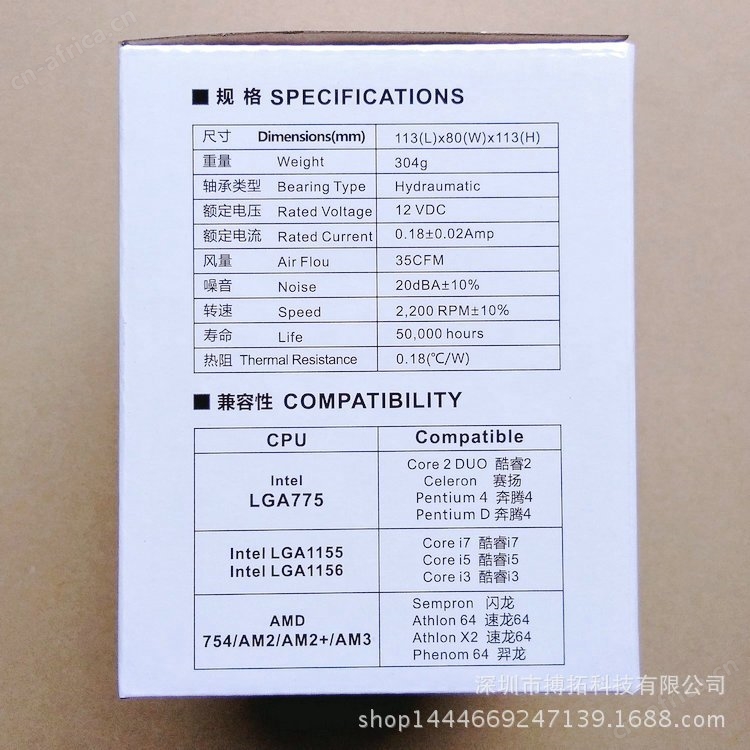 ■ 规 格 SPECIFICATIONS
尺寸 Dimensions(mm) 113(L)x80(W)x113(H)
重量 Weight 304g
轴承类型 Bearing Type Hydraumatic
额定电压 Rated Voltage 12 VDC
额定电流 Rated Current 0.18±0.02Amp
风量 Air Flou 35CFM
噪音 Noise 20dBA±10%
转速 Speed 2,200 RPM±10%
寿命 Life 50,000 hours
热阻 Thermal Resistance 0.18(℃/W)
■ 兼容性 COMPATIBILITY
CPU Compatible
Intel
LGA775
Core 2 DUO 酷睿2
Celeron 赛扬
Pentium 4 奔腾4
Pentium D 奔腾4
Intel LGA1155
Intel LGA1156
Core i7 酷睿i7
Core i5 酷睿i5
Core i3 酷睿i3
AMD
754/AM2/AM2+/AM3
Sempron 闪龙
Athlon 64 速龙64
Athlon X2 速龙64
Phenom 64 羿龙
深圳市搏拓科技有限公司
shop1444669247139.1688.com
cn-africa.cn